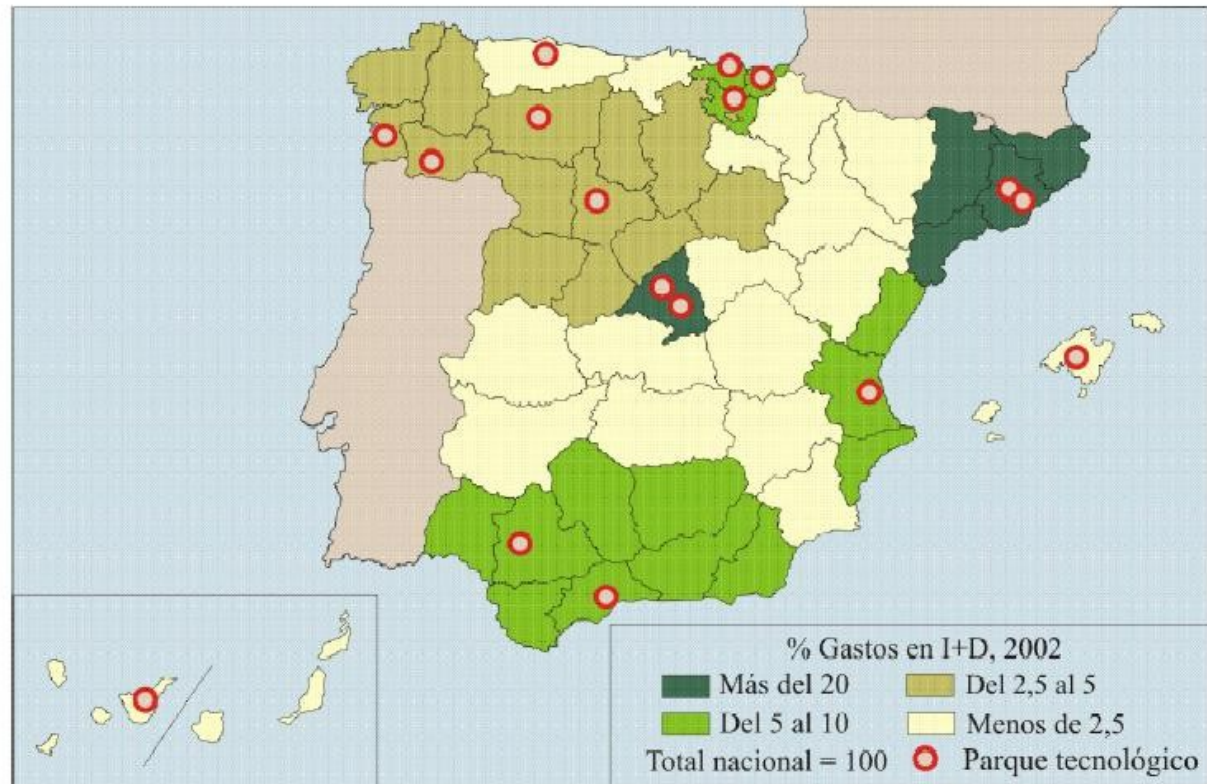 % Gastos en I+D, 2002
Más del 20
Del 2,5 al 5
Del 5 al 10
Menos de 2,5
Total nacional = 100
Parque tecnológico